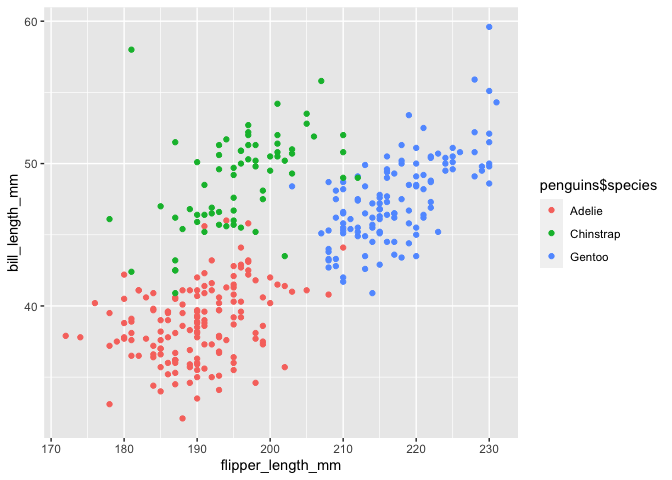 60
50
40
170
180
190
200
210
220
230
flipper_length_mm
bill_length_mm
penguins$species
Adelie
Chinstrap
Gentoo